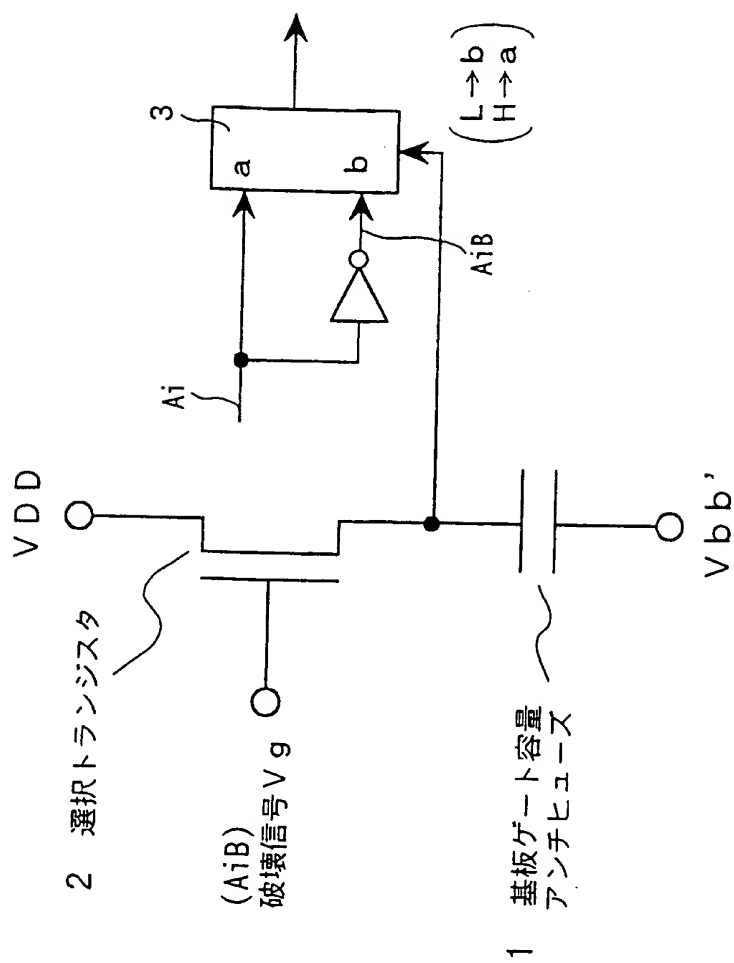 VDD
2 選択トランジスタ
(AiB)
破壊信号Vg
1 基板ゲート容量
アンチヒューズ
Vbb'
Ai
AiB
3
a
b
L→b
H→a